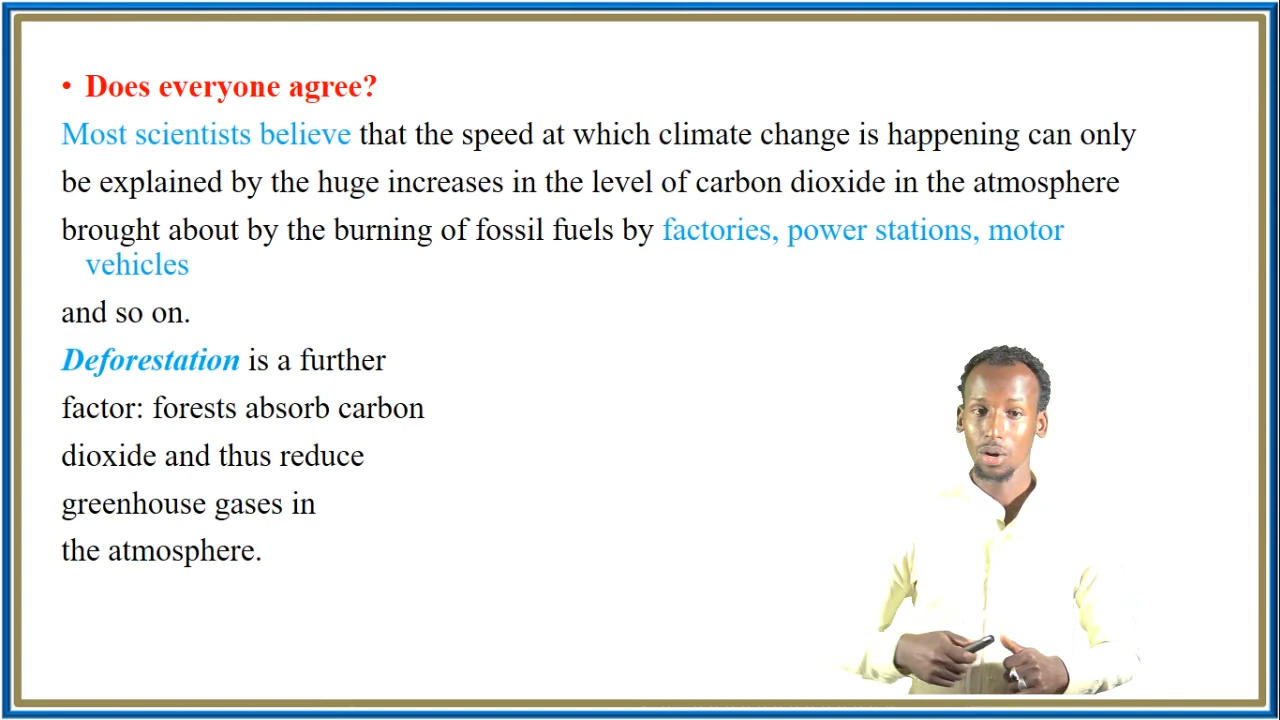 • Does everyone agree?
Most scientists believe that the speed at which climate change is happening can only
be explained by the huge increases in the level of carbon dioxide in the atmosphere
brought about by the burning of fossil fuels by factories, power stations, motor
vehicles
and so on.
Deforestation is a further
factor: forests absorb carbon
dioxide and thus reduce
greenhouse gases in
the atmosphere.